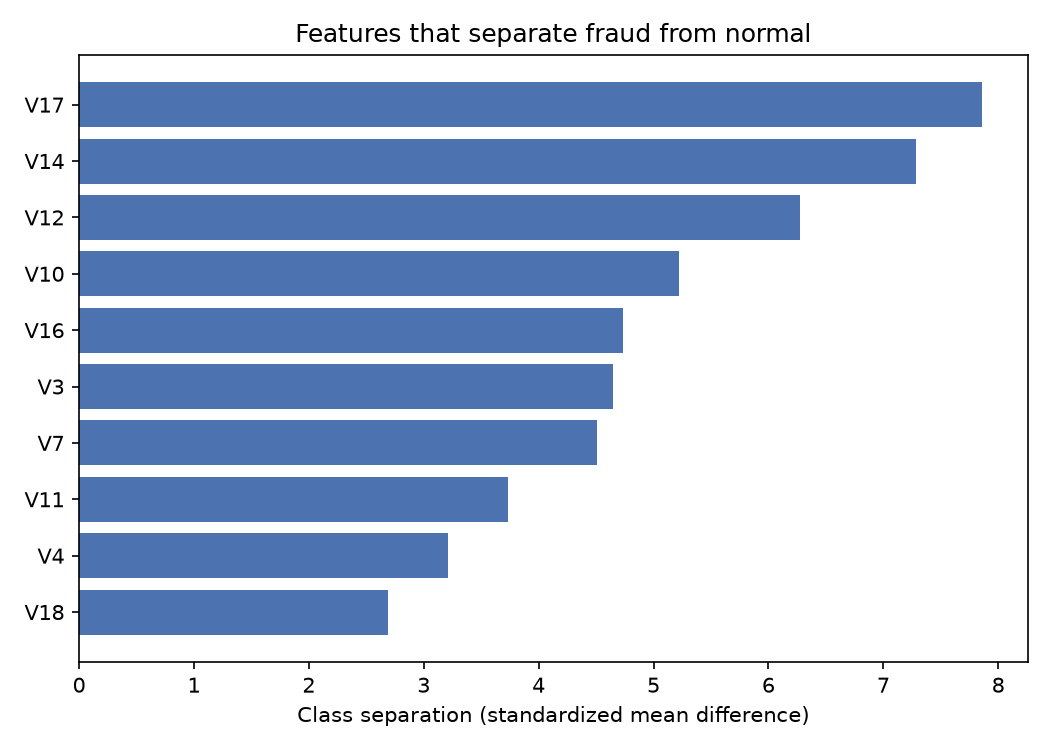 Features that separate fraud from normal
V17
V14
V12
V10
V16
V3
V7
V11
V4
V18
0 1 2 3 4 5 6 7 8
Class separation (standardized mean difference)